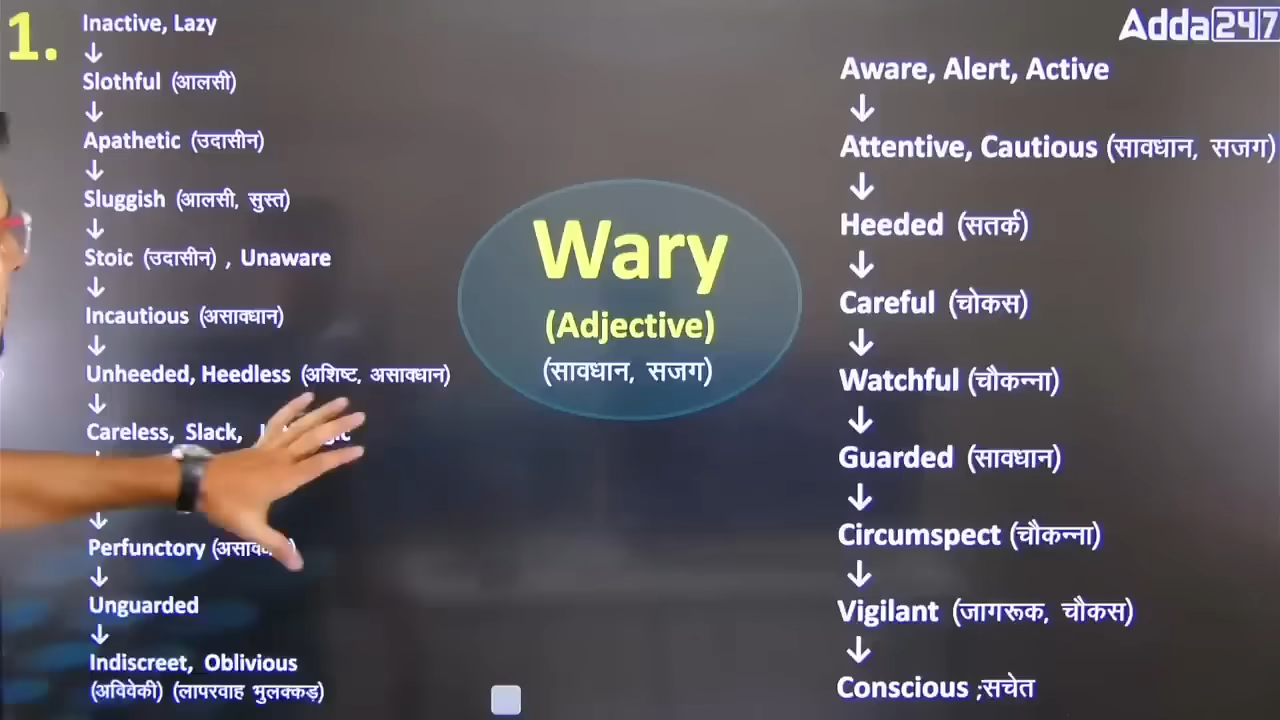 1.
Inactive, Lazy
↓
Slothful (आलसी)
↓
Apathetic (उदासीन)
↓
Sluggish (आलसी, सुस्त)
↓
Stoic (उदासीन) , Unaware
↓
Incautious (असावधान)
↓
Unheeded, Heedless (अशिष्ट, असावधान)
↓
Careless, Slack,
↓
Perfunctory
↓
Unguarded
↓
Indiscreet, Oblivious
(अविवेकी) (लापरवाह भुलक्कड़)
Wary
(Adjective)
(सावधान, सजग)
Adda247
Aware, Alert, Active
↓
Attentive, Cautious (सावधान, सजग)
↓
Heeded (सतर्क)
↓
Careful (चोकस)
↓
Watchful (चौकन्ना)
↓
Guarded (सावधान)
↓
Circumspect (चौकन्ना)
↓
Vigilant (जागरूक, चौकस)
↓
Conscious ;सचेत